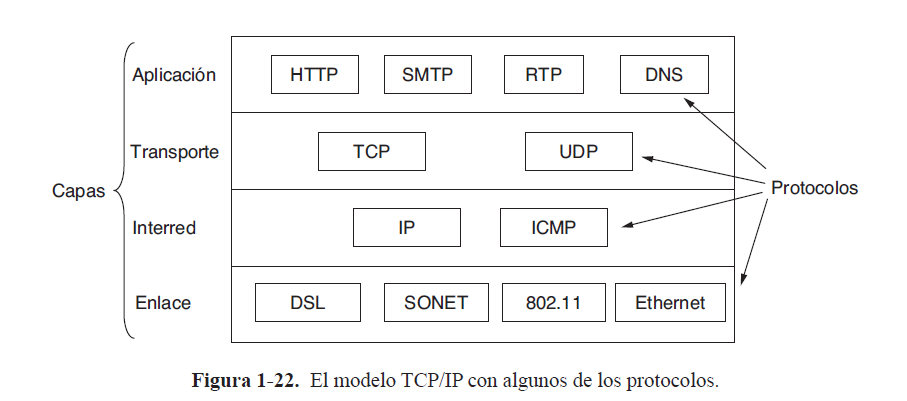 Aplicación HTTP SMTP RTP DNS
Transporte TCP UDP
Capas Protocolos
Interred IP ICMP
Enlace DSL SONET 802.11 Ethernet
Figura 1-22. El modelo TCP/IP con algunos de los protocolos.